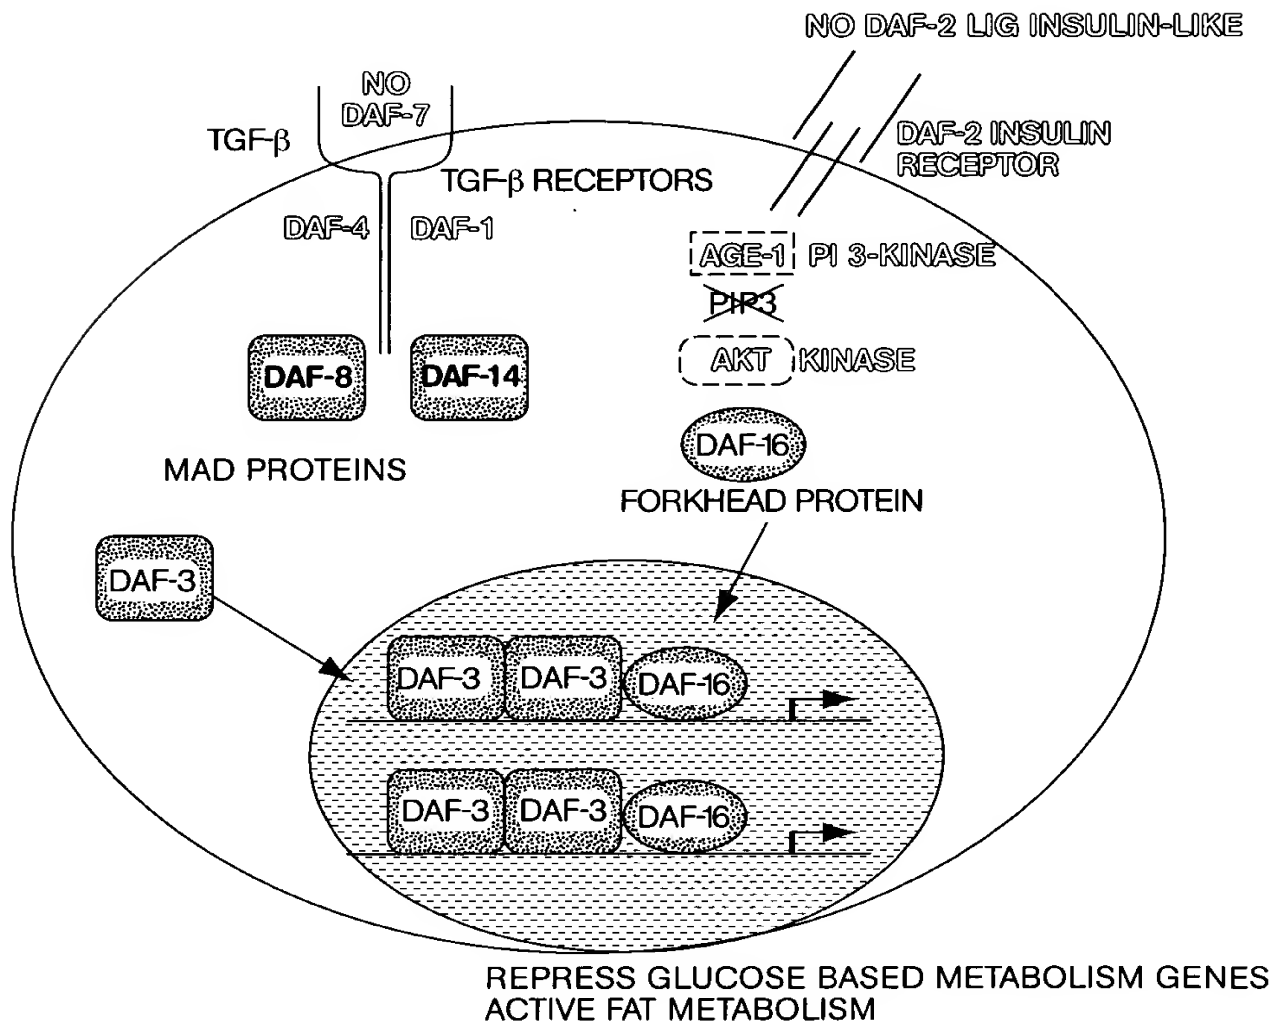 NO DAF-2 LIG INSULIN-LIKE
NO
DAF-7
TGF-β
DAF-2 INSULIN
RECEPTOR
TGF-β RECEPTORS
DAF-4
DAF-1
AGE-1 PI 3-KINASE
PIP3
AKT KINASE
DAF-8
DAF-14
DAF-16
MAD PROTEINS
FORKHEAD PROTEIN
DAF-3
DAF-3 DAF-3 DAF-16
DAF-3 DAF-3 DAF-16
REPRESS GLUCOSE BASED METABOLISM GENES
ACTIVE FAT METABOLISM